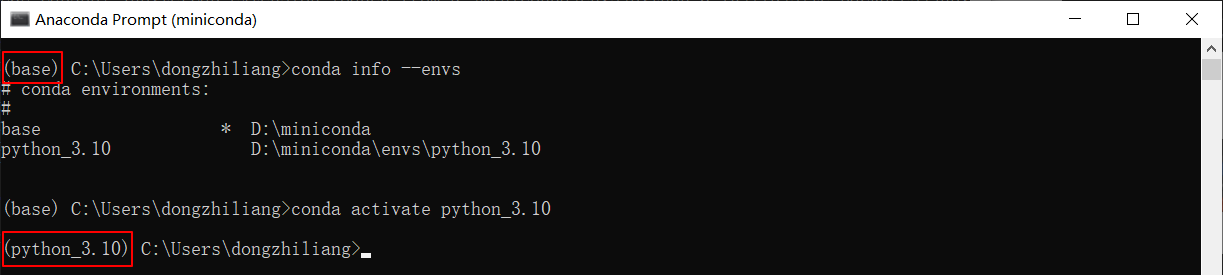 Anaconda Prompt (miniconda)
(base) C:\Users\dongzhiliang>conda info --envs
# conda environments:
#
base                  *  D:\miniconda
python_3.10              D:\miniconda\envs\python_3.10
(base) C:\Users\dongzhiliang>conda activate python_3.10
(python_3.10) C:\Users\dongzhiliang>